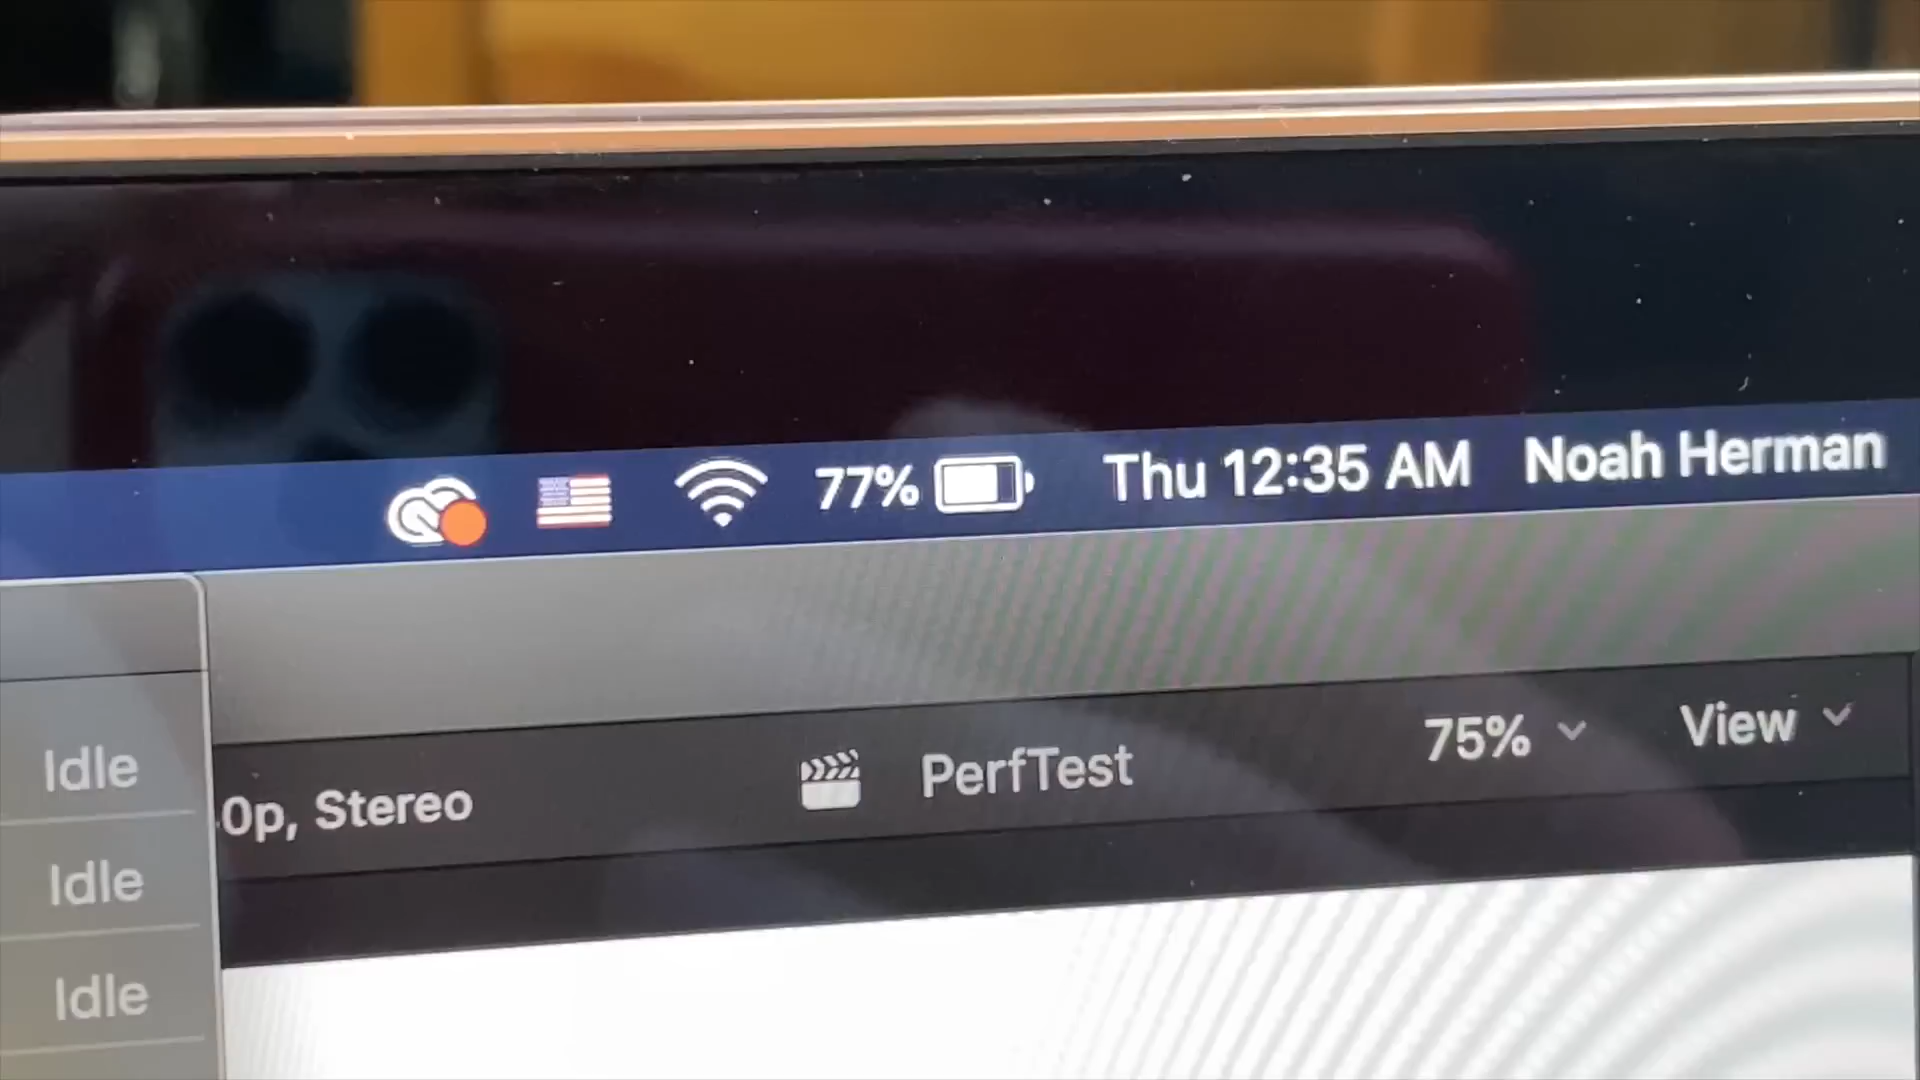 77% Thu 12:35 AM Noah Herman
0p, Stereo PerfTest 75% View
Idle
Idle
Idle